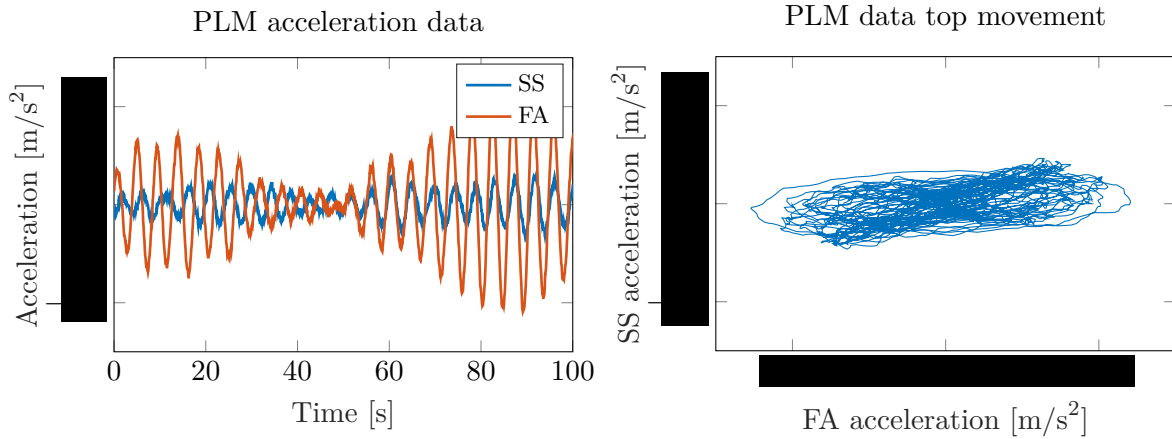 PLM acceleration data
Acceleration [m/s²]
SS
FA
0 20 40 60 80 100
Time [s]
PLM data top movement
SS acceleration [m/s²]
FA acceleration [m/s²]